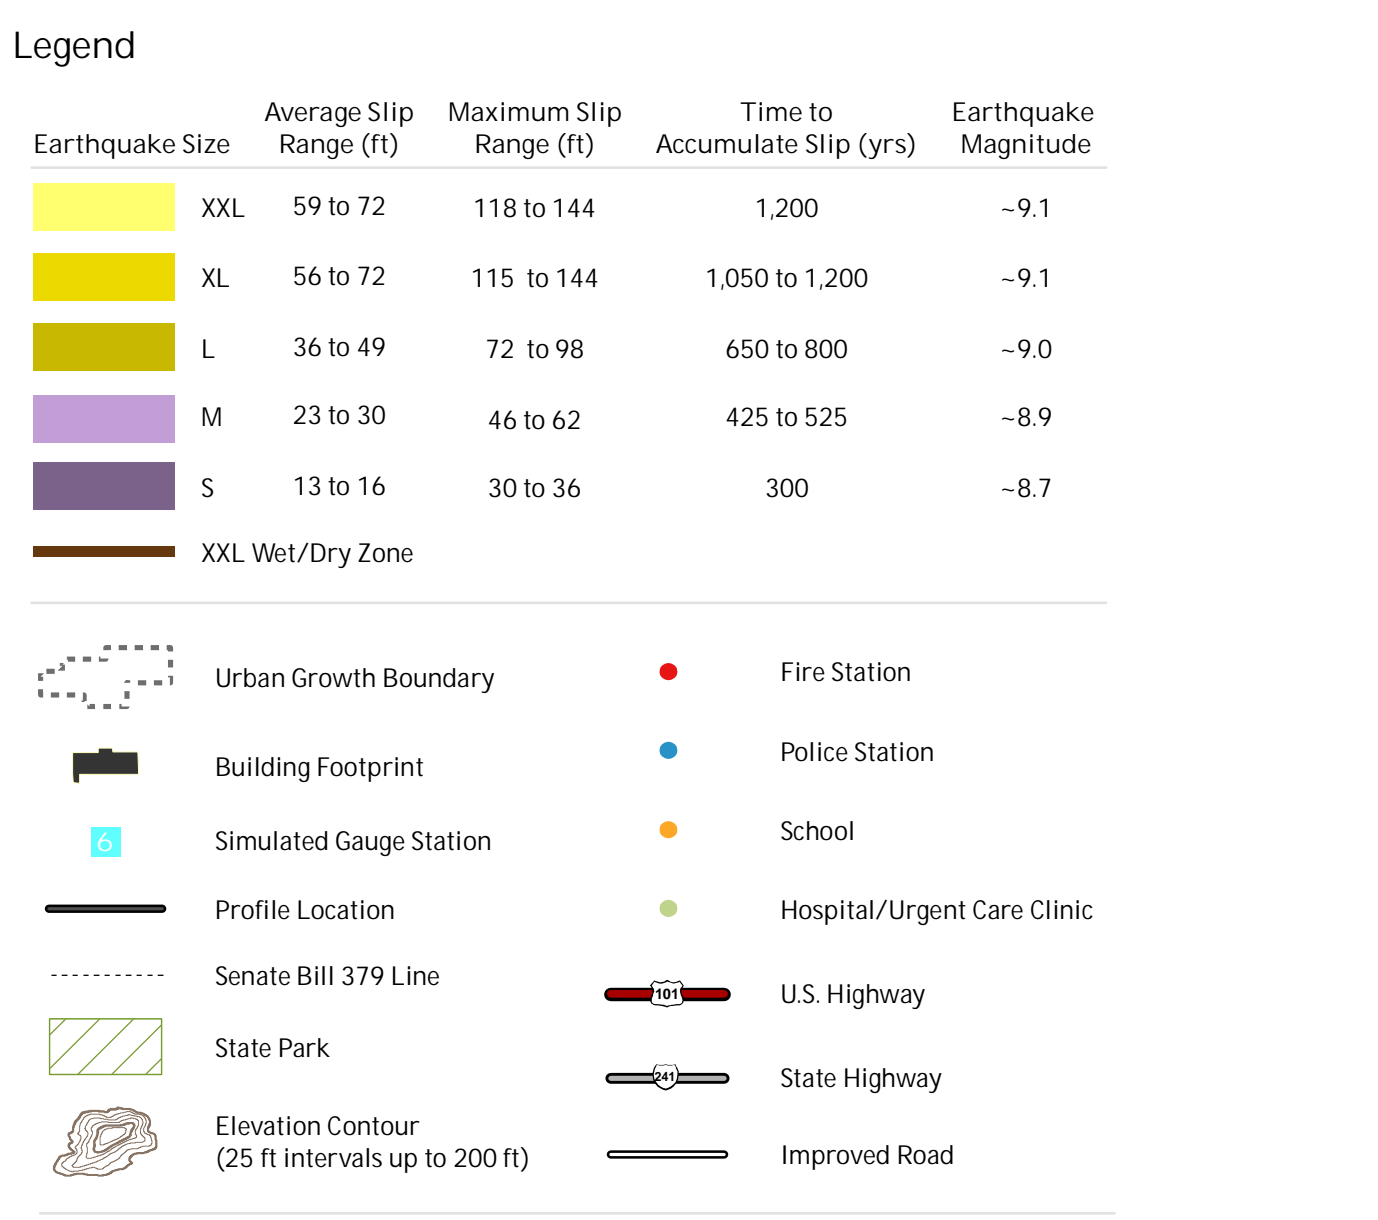 Legend
Earthquake Size
Average Slip
Range (ft)
Maximum Slip
Range (ft)
Time to
Accumulate Slip (yrs)
Earthquake
Magnitude
XXL 59 to 72 118 to 144 1,200 ~9.1
XL 56 to 72 115 to 144 1,050 to 1,200 ~9.1
L 36 to 49 72 to 98 650 to 800 ~9.0
M 23 to 30 46 to 62 425 to 525 ~8.9
S 13 to 16 30 to 36 300 ~8.7
XXL Wet/Dry Zone
Urban Growth Boundary
Building Footprint
6 Simulated Gauge Station
Profile Location
Senate Bill 379 Line
State Park
Elevation Contour
(25 ft intervals up to 200 ft)
Fire Station
Police Station
School
Hospital/Urgent Care Clinic
101 U.S. Highway
241 State Highway
Improved Road